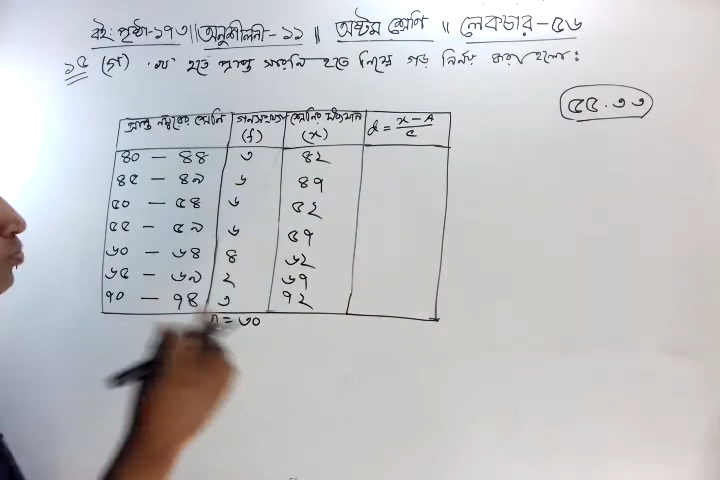 বই: পৃষ্ঠা-১৭৩ || অনুশীলনী-১১ || অষ্টম শ্রেণি || লেকচার-৫৬
১৫ (গ) 'খ' হতে প্রাপ্ত সারণি হতে নিম্নে গড় নির্ণয় করা হলো:
৫৫.৩৩
প্রাপ্ত নম্বরের শ্রেণি গনসংখ্যা (f) শ্রেণির মধ্যমান (x) d = x – A / c
৪০ – ৪৪ ৩ ৪২
৪৫ – ৪৯ ৬ ৪৭
৫০ – ৫৪ ৬ ৫২
৫৫ – ৫৯ ৬ ৫৭
৬০ – ৬৪ ৪ ৬২
৬৫ – ৬৯ ২ ৬৭
৭০ – ৭৪ ৩ ৭২
n = ৩০